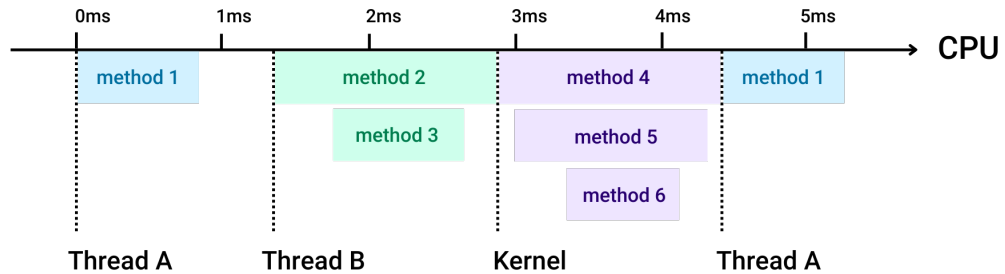 0ms 1ms 2ms 3ms 4ms 5ms
CPU
method 1 method 2 method 4 method 1
method 3 method 5
method 6
Thread A Thread B Kernel Thread A